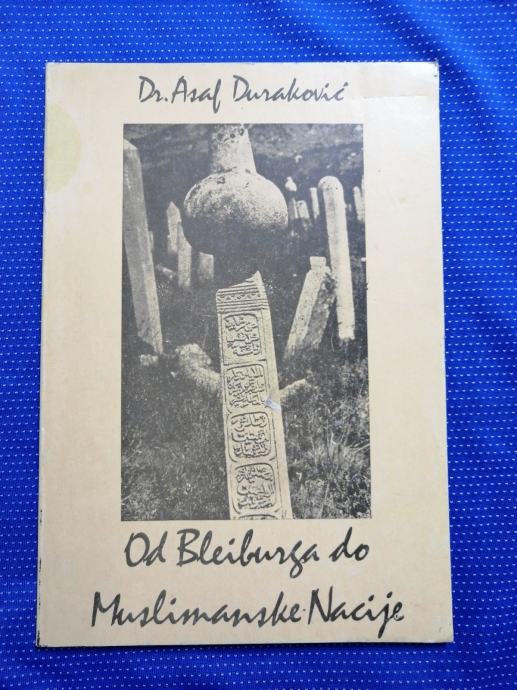 Dr. Asaf Duraković
Od Bleiburga do
Muslimanske Nacije